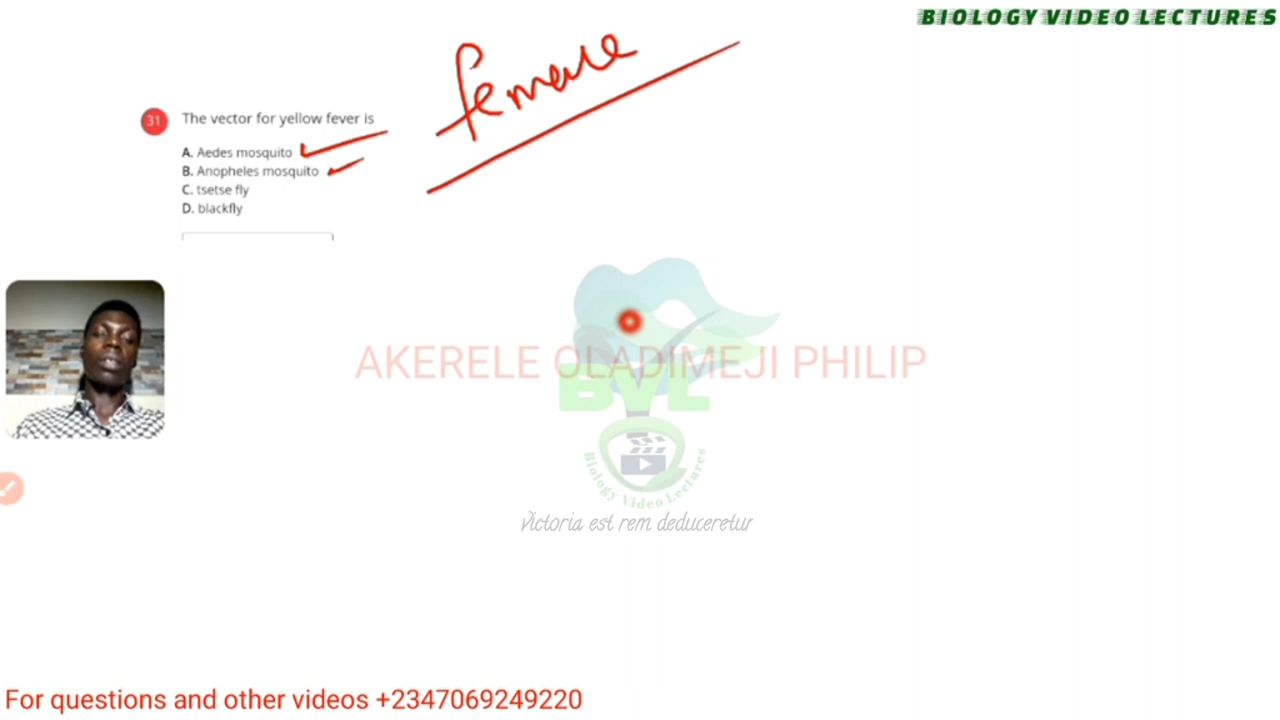 BIOLOGY VIDEO LECTURES
female
31 The vector for yellow fever is
A. Aedes mosquito
B. Anopheles mosquito
C. tsetse fly
D. blackfly
AKERELE OLADIMEJI PHILIP
BVL
Biology Video Lectures
Victoria est rem deduceretur
For questions and other videos +2347069249220